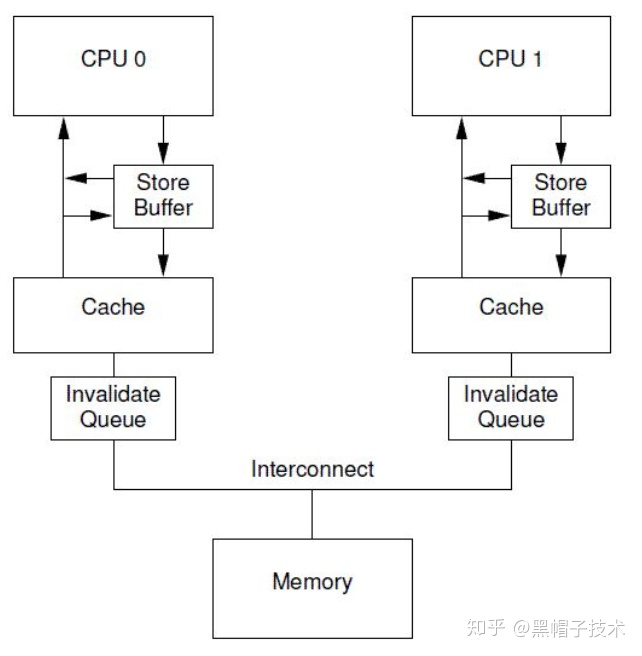 CPU 0
CPU 1
Store
Buffer
Store
Buffer
Cache
Cache
Invalidate
Queue
Invalidate
Queue
Interconnect
Memory
知乎 @黑帽子技术